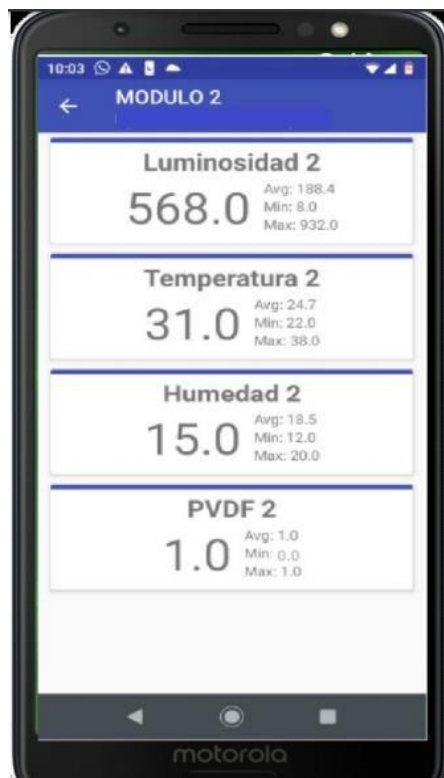 10:03
MODULO 2
Luminosidad 2
568.0
Avg: 188.4
Min: 8.0
Max: 932.0
Temperatura 2
31.0
Avg: 24.7
Min: 22.0
Max: 38.0
Humedad 2
15.0
Avg: 18.5
Min: 12.0
Max: 20.0
PVDF 2
1.0
Avg: 1.0
Min: 0.0
Max: 1.0
motorola